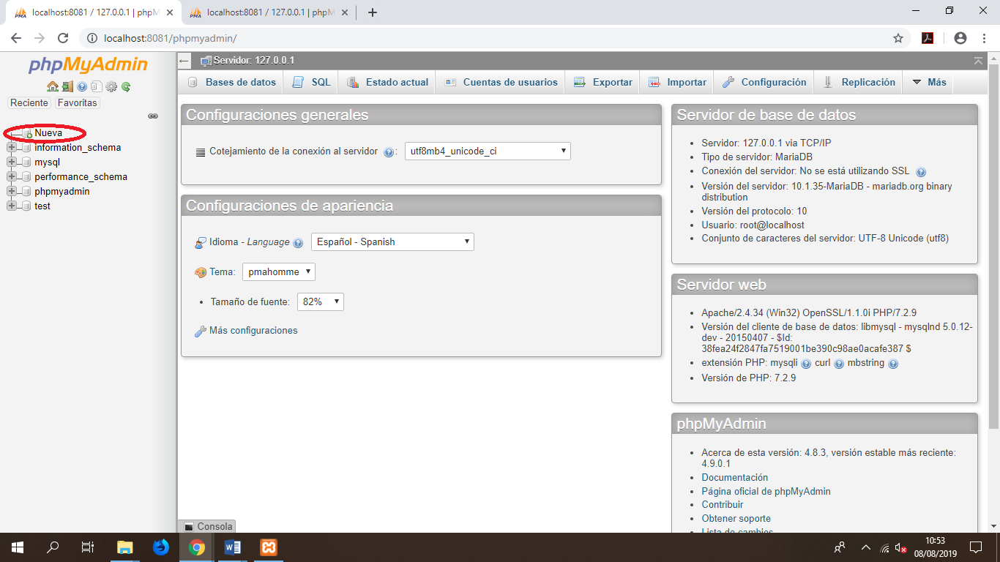 localhost:8081 / 127.0.0.1 | phpM
localhost:8081 / 127.0.0.1 | phpM
localhost:8081/phpmyadmin/
phpMyAdmin
Reciente
Favoritas
Nueva
information_schema
mysql
performance_schema
phpmyadmin
test
Servidor: 127.0.0.1
Bases de datos
SQL
Estado actual
Cuentas de usuarios
Exportar
Importar
Configuración
Replicación
Más
Configuraciones generales
Cotejamiento de la conexión al servidor :
utf8mb4_unicode_ci
Configuraciones de apariencia
Idioma - Language
Español - Spanish
Tema:
pmahomme
• Tamaño de fuente:
82%
Más configuraciones
Servidor de base de datos
• Servidor: 127.0.0.1 via TCP/IP
• Tipo de servidor: MariaDB
• Conexión del servidor: No se está utilizando SSL
• Versión del servidor: 10.1.35-MariaDB - mariadb.org binary
distribution
• Versión del protocolo: 10
• Usuario: root@localhost
• Conjunto de caracteres del servidor: UTF-8 Unicode (utf8)
Servidor web
• Apache/2.4.34 (Win32) OpenSSL/1.1.0i PHP/7.2.9
• Versión del cliente de base de datos: libmysql - mysqlnd 5.0.12-
dev - 20150407 - $Id:
38fea24f2847fa7519001be390c98ae0acafe387 $
• extensión PHP: mysqli curl mbstring
• Versión de PHP: 7.2.9
phpMyAdmin
• Acerca de esta versión: 4.8.3, versión estable más reciente:
4.9.0.1
• Documentación
• Página oficial de phpMyAdmin
• Contribuir
• Obtener soporte
• Lista de cambios
Consola
10:53
08/08/2019